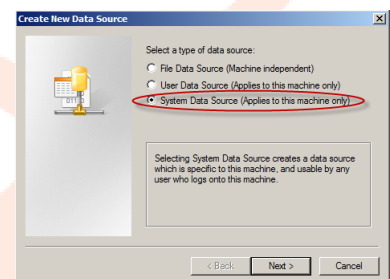 Create New Data Source
Select a type of data source:
File Data Source (Machine independent)
User Data Source (Applies to this machine only)
System Data Source (Applies to this machine only)
Selecting System Data Source creates a data source
which is specific to this machine, and usable by any
user who logs onto this machine.
< Back
Next >
Cancel